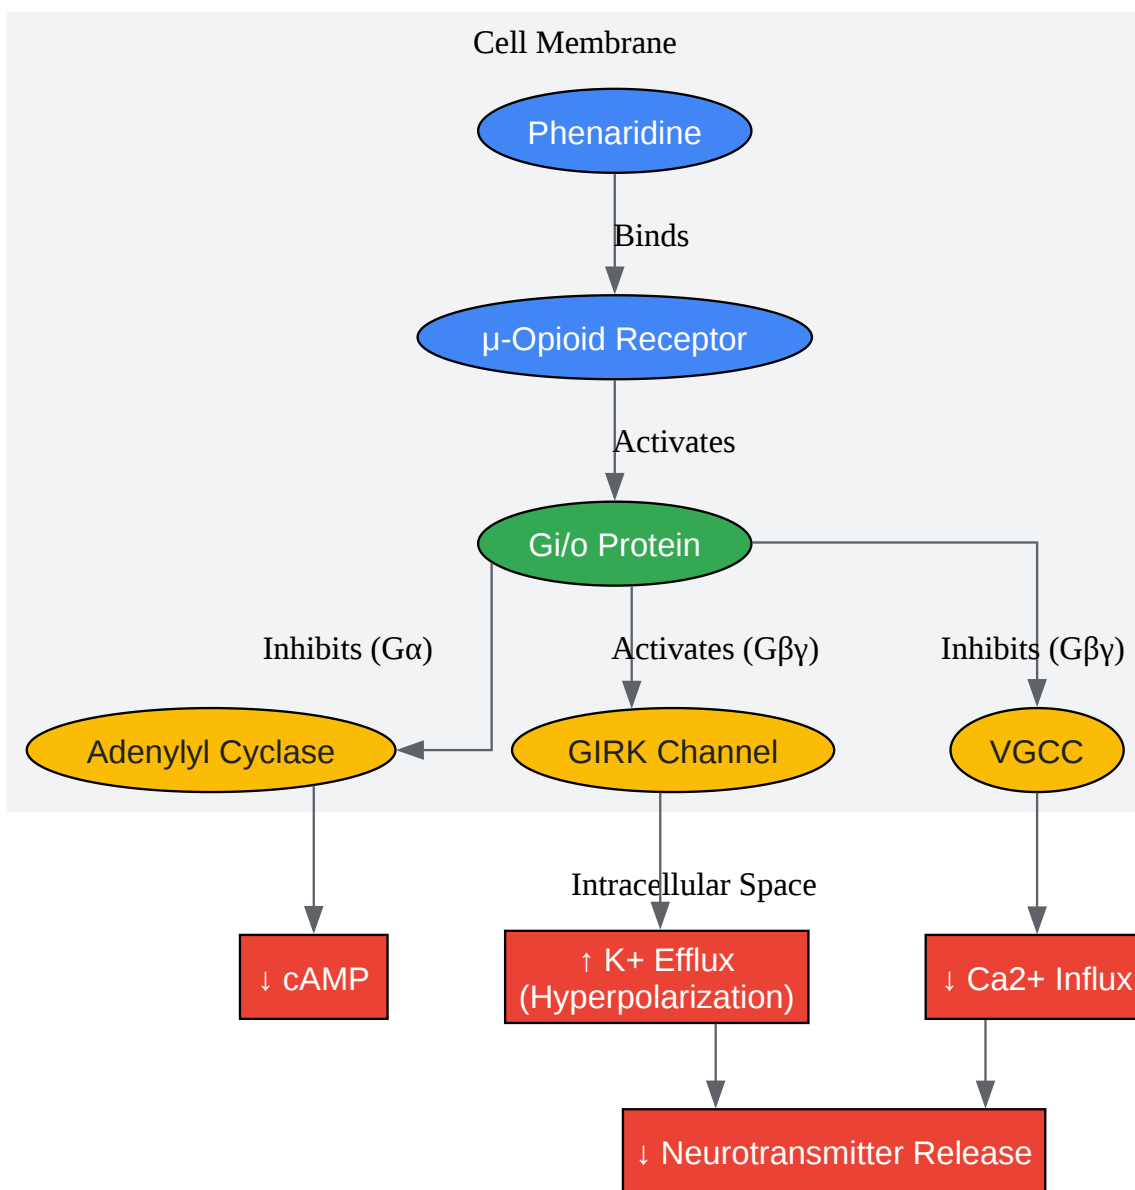 Cell Membrane
Phenaridine
Binds
μ-Opioid Receptor
Activates
Gi/o Protein
Inhibits (Gα)
Activates (Gβγ)
Inhibits (Gβγ)
Adenylyl Cyclase
GIRK Channel
VGCC
Intracellular Space
↓ cAMP
↑ K+ Efflux
(Hyperpolarization)
↓ Ca2+ Influx
↓ Neurotransmitter Release